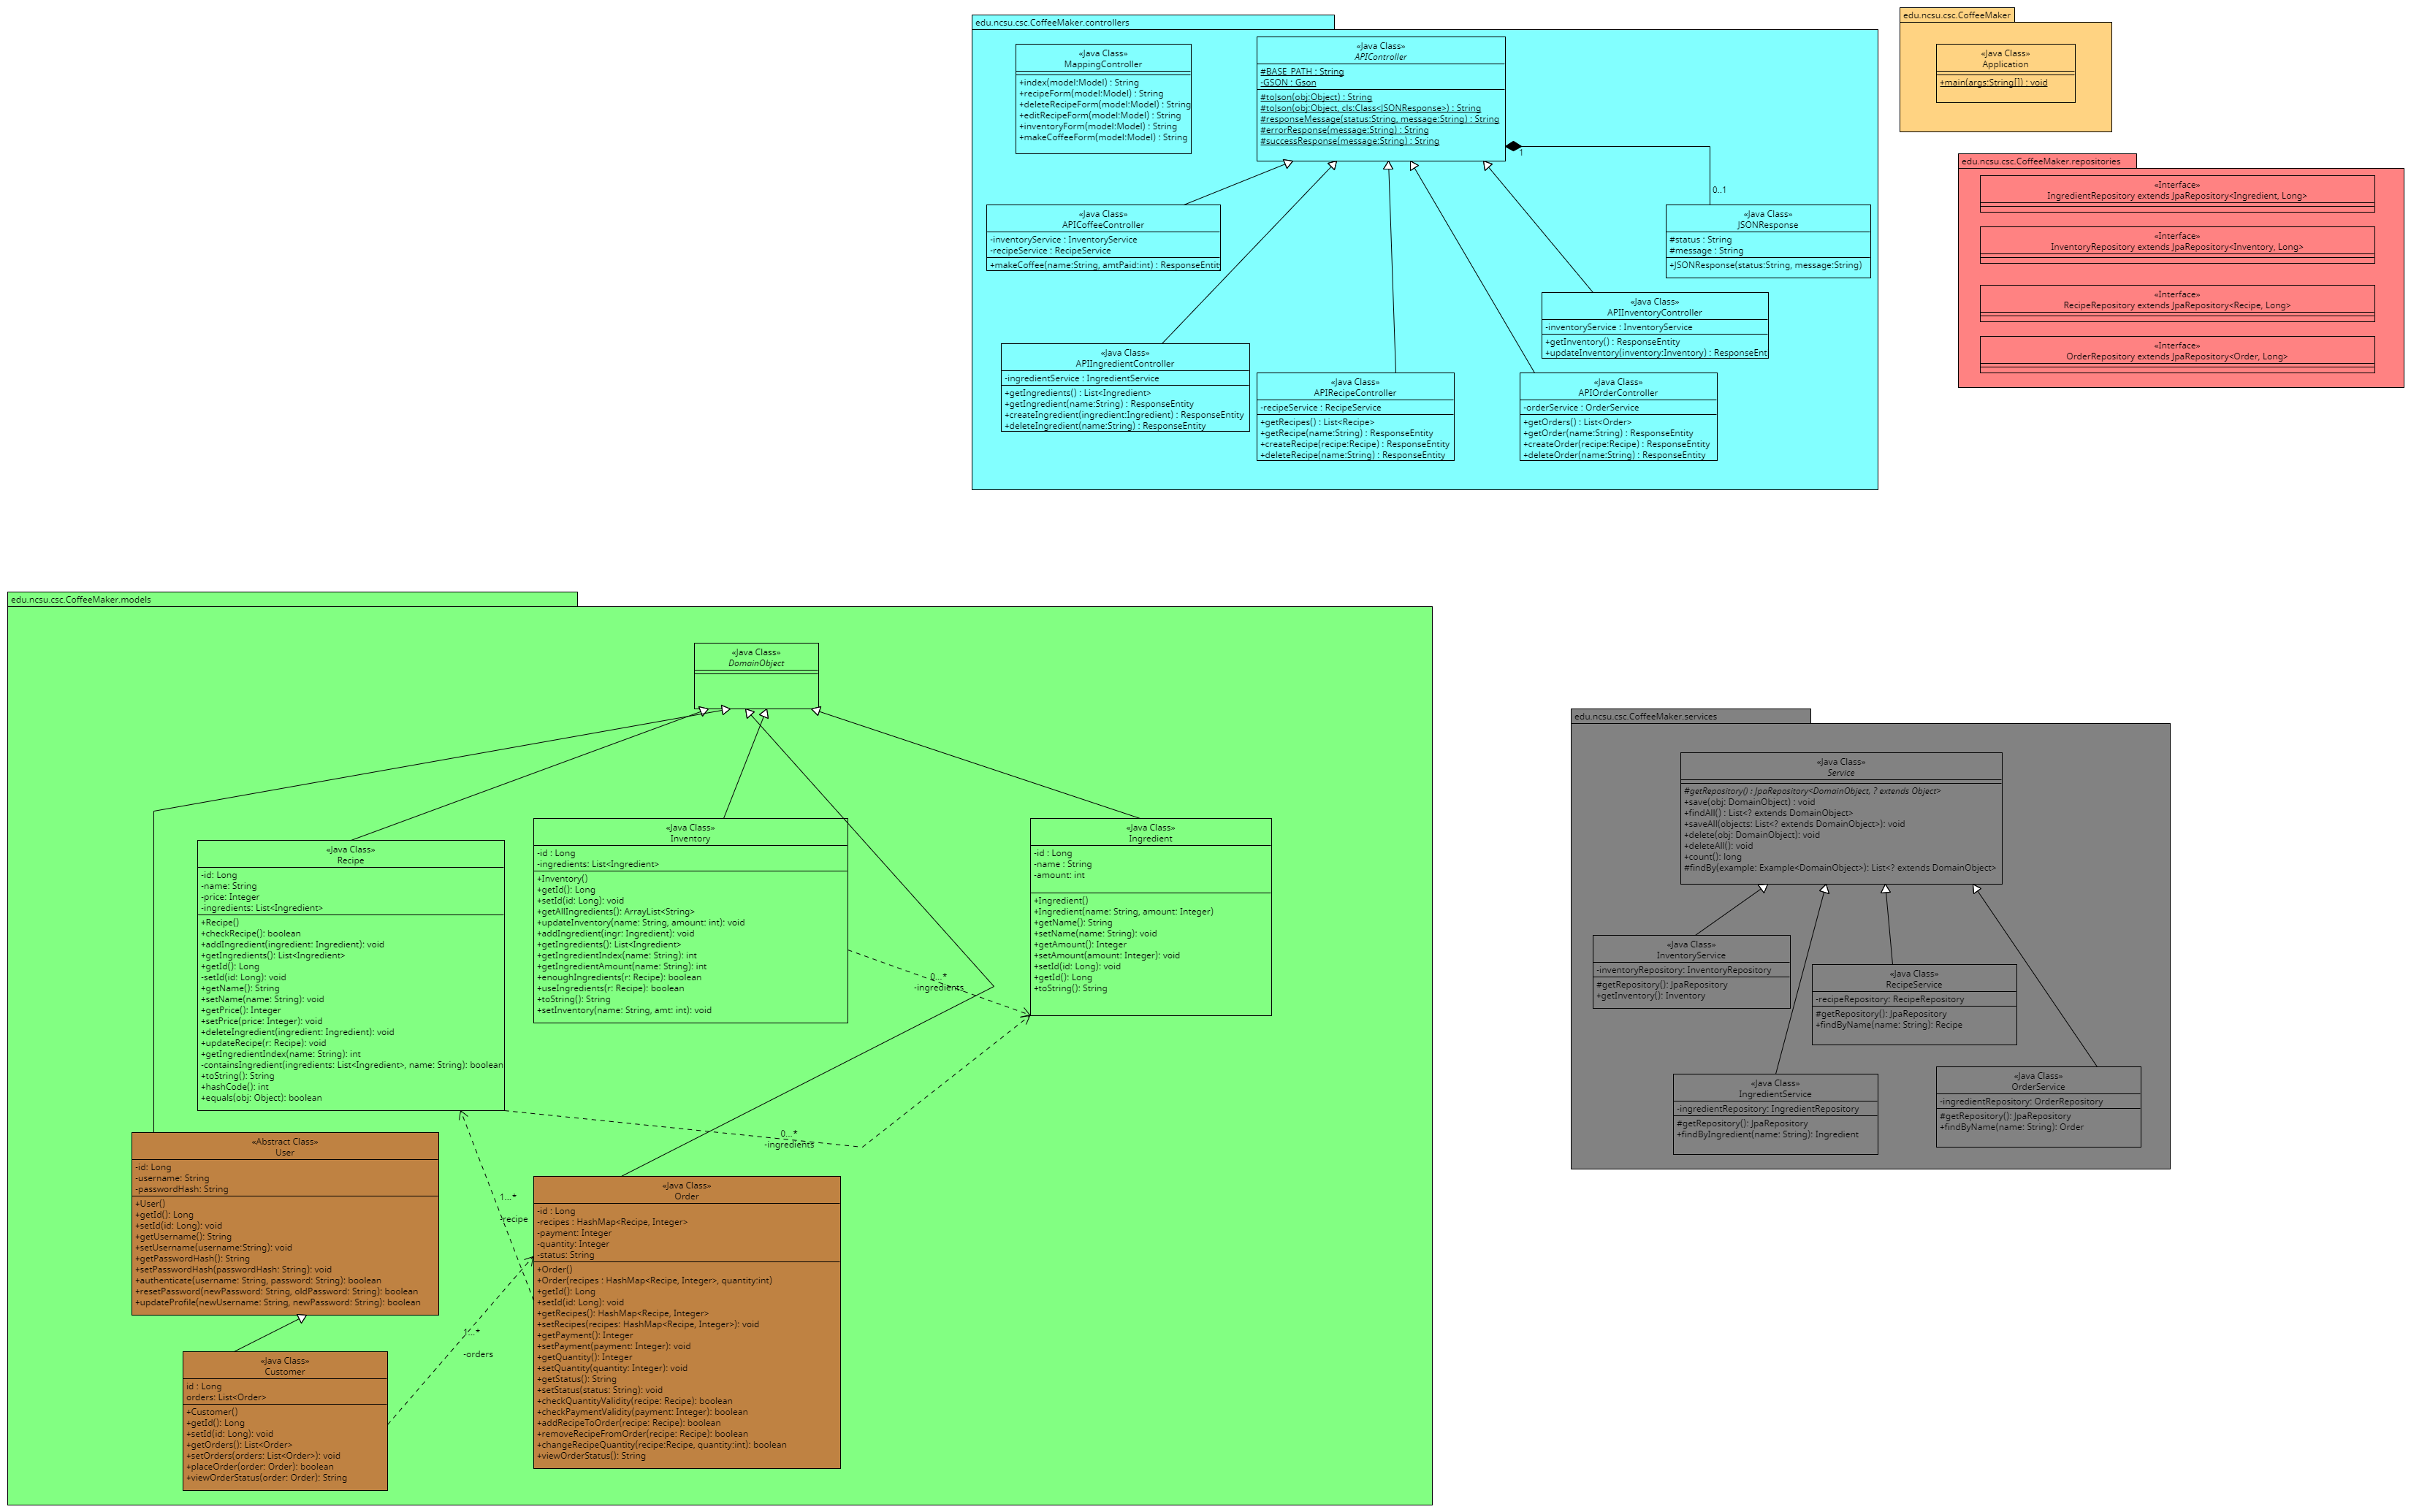 edu.ncsu.csc.CoffeeMaker.controllers
«Java Class»
MappingController
+index(model:Model) : String
+recipeForm(model:Model) : String
+deleteRecipeForm(model:Model) : String
+editRecipeForm(model:Model) : String
+inventoryForm(model:Model) : String
+makeCoffeeForm(model:Model) : String
«Java Class»
APIController
#BASE_PATH : String
-GSON : Gson
#toJson(obj:Object) : String
#toJson(obj:Object, cls:Class<JSONResponse>) : String
#responseMessage(status:String, message:String) : String
#errorResponse(message:String) : String
#successResponse(message:String) : String
1
0..1
«Java Class»
APICoffeeController
-inventoryService : InventoryService
-recipeService : RecipeService
+makeCoffee(name:String, amtPaid:int) : ResponseEntit
«Java Class»
JSONResponse
#status : String
#message : String
+JSONResponse(status:String, message:String)
«Java Class»
APIInventoryController
-inventoryService : InventoryService
+getInventory() : ResponseEntity
+updateInventory(inventory:Inventory) : ResponseEnt
«Java Class»
APIIngredientController
-ingredientService : IngredientService
+getIngredients() : List<Ingredient>
+getIngredient(name:String) : ResponseEntity
+createIngredient(ingredient:Ingredient) : ResponseEntity
+deleteIngredient(name:String) : ResponseEntity
«Java Class»
APIRecipeController
-recipeService : RecipeService
+getRecipes() : List<Recipe>
+getRecipe(name:String) : ResponseEntity
+createRecipe(recipe:Recipe) : ResponseEntity
+deleteRecipe(name:String) : ResponseEntity
«Java Class»
APIOrderController
-orderService : OrderService
+getOrders() : List<Order>
+getOrder(name:String) : ResponseEntity
+createOrder(recipe:Recipe) : ResponseEntity
+deleteOrder(name:String) : ResponseEntity
edu.ncsu.csc.CoffeeMaker
«Java Class»
Application
+main(args:String[]) : void
edu.ncsu.csc.CoffeeMaker.repositories
«Interface»
IngredientRepository extends JpaRepository<Ingredient, Long>
«Interface»
InventoryRepository extends JpaRepository<Inventory, Long>
«Interface»
RecipeRepository extends JpaRepository<Recipe, Long>
«Interface»
OrderRepository extends JpaRepository<Order, Long>
edu.ncsu.csc.CoffeeMaker.models
«Java Class»
DomainObject
«Java Class»
Recipe
-id: Long
-name: String
-price: Integer
-ingredients: List<Ingredient>
+Recipe()
+checkRecipe(): boolean
+addIngredient(ingredient: Ingredient): void
+getIngredients(): List<Ingredient>
+getId(): Long
-setId(id: Long): void
+getName(): String
+setName(name: String): void
+getPrice(): Integer
+setPrice(price: Integer): void
+deleteIngredient(ingredient: Ingredient): void
+updateRecipe(r: Recipe): void
+getIngredientIndex(name: String): int
-containsIngredient(ingredients: List<Ingredient>, name: String): boolean
+toString(): String
+hashCode(): int
+equals(obj: Object): boolean
«Java Class»
Inventory
-id : Long
-ingredients: List<Ingredient>
+Inventory()
+getId(): Long
+setId(id: Long): void
+getAllIngredients(): ArrayList<String>
+updateInventory(name: String, amount: int): void
+addIngredient(ingr: Ingredient): void
+getIngredients(): List<Ingredient>
+getIngredientIndex(name: String): int
+getIngredientAmount(name: String): int
+enoughIngredients(r: Recipe): boolean
+useIngredients(r: Recipe): boolean
+toString(): String
+setInventory(name: String, amt: int): void
0...*
-ingredients
«Java Class»
Ingredient
-id : Long
-name : String
-amount: int
+Ingredient()
+Ingredient(name: String, amount: Integer)
+getName(): String
+setName(name: String): void
+getAmount(): Integer
+setAmount(amount: Integer): void
+setId(id: Long): void
+getId(): Long
+toString(): String
0...*
-ingredients
«Abstract Class»
User
-id: Long
-username: String
-passwordHash: String
+User()
+getId(): Long
+setId(id: Long): void
+getUsername(): String
+setUsername(username:String): void
+getPasswordHash(): String
+setPasswordHash(passwordHash: String): void
+authenticate(username: String, password: String): boolean
+resetPassword(newPassword: String, oldPassword: String): boolean
+updateProfile(newUsername: String, newPassword: String): boolean
1...*
-recipe
1...*
-orders
«Java Class»
Customer
id : Long
orders: List<Order>
+Customer()
+getId(): Long
+setId(id: Long): void
+getOrders(): List<Order>
+setOrders(orders: List<Order>): void
+placeOrder(order: Order): boolean
+viewOrderStatus(order: Order): String
«Java Class»
Order
-id : Long
-recipes : HashMap<Recipe, Integer>
-payment: Integer
-quantity: Integer
-status: String
+Order()
+Order(recipes : HashMap<Recipe, Integer>, quantity:int)
+getId(): Long
+setId(id: Long): void
+getRecipes(): HashMap<Recipe, Integer>
+setRecipes(recipes: HashMap<Recipe, Integer>): void
+getPayment(): Integer
+setPayment(payment: Integer): void
+getQuantity(): Integer
+setQuantity(quantity: Integer): void
+getStatus(): String
+setStatus(status: String): void
+checkQuantityValidity(recipe: Recipe): boolean
+checkPaymentValidity(payment: Integer): boolean
+addRecipeToOrder(recipe: Recipe): boolean
+removeRecipeFromOrder(recipe: Recipe): boolean
+changeRecipeQuantity(recipe:Recipe, quantity:int): boolean
+viewOrderStatus(): String
edu.ncsu.csc.CoffeeMaker.services
«Java Class»
Service
#getRepository() : JpaRepository<DomainObject, ? extends Object>
+save(obj: DomainObject) : void
+findAll() : List<? extends DomainObject>
+saveAll(objects: List<? extends DomainObject>): void
+delete(obj: DomainObject): void
+deleteAll(): void
+count(): long
#findBy(example: Example<DomainObject>): List<? extends DomainObject>
«Java Class»
InventoryService
-inventoryRepository: InventoryRepository
#getRepository(): JpaRepository
+getInventory(): Inventory
«Java Class»
RecipeService
-recipeRepository: RecipeRepository
#getRepository(): JpaRepository
+findByName(name: String): Recipe
«Java Class»
IngredientService
-ingredientRepository: IngredientRepository
#getRepository(): JpaRepository
+findByIngredient(name: String): Ingredient
«Java Class»
OrderService
-ingredientRepository: OrderRepository
#getRepository(): JpaRepository
+findByName(name: String): Order